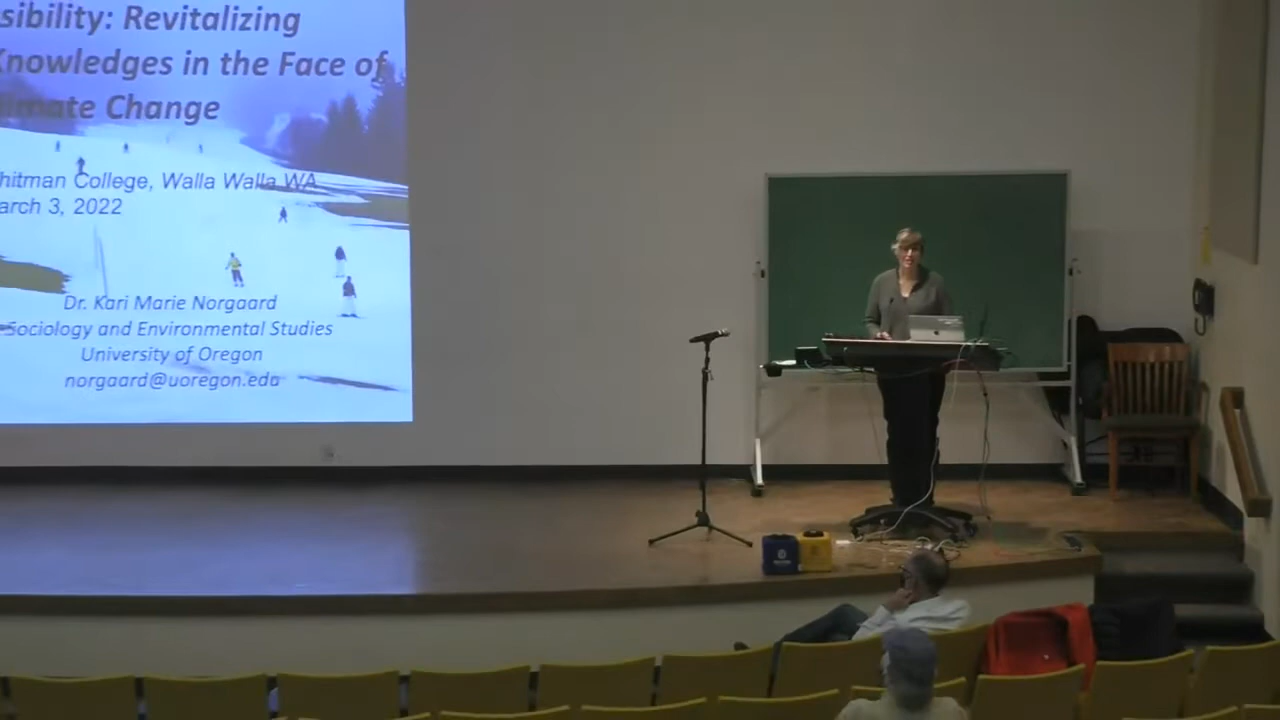 sibility: Revitalizing
Knowledges in the Face of
limate Change
hitman College, Walla Walla WA
arch 3, 2022
Dr. Kari Marie Norgaard
Sociology and Environmental Studies
University of Oregon
norgaard@uoregon.edu